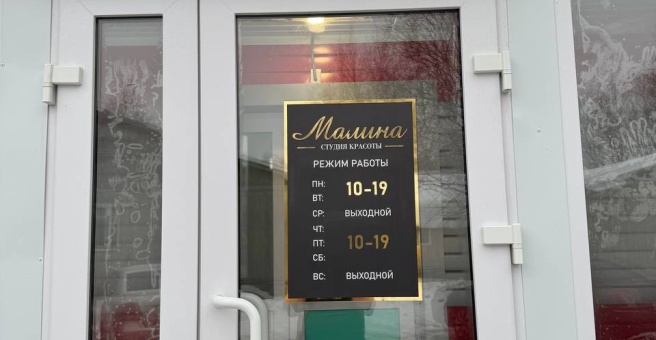 Малина
СТУДИЯ КРАСОТЫ
РЕЖИМ РАБОТЫ
ПН:
ВТ:
10-19
СР: ВЫХОДНОЙ
ЧТ:
ПТ:
СБ:
10-19
ВС: ВЫХОДНОЙ